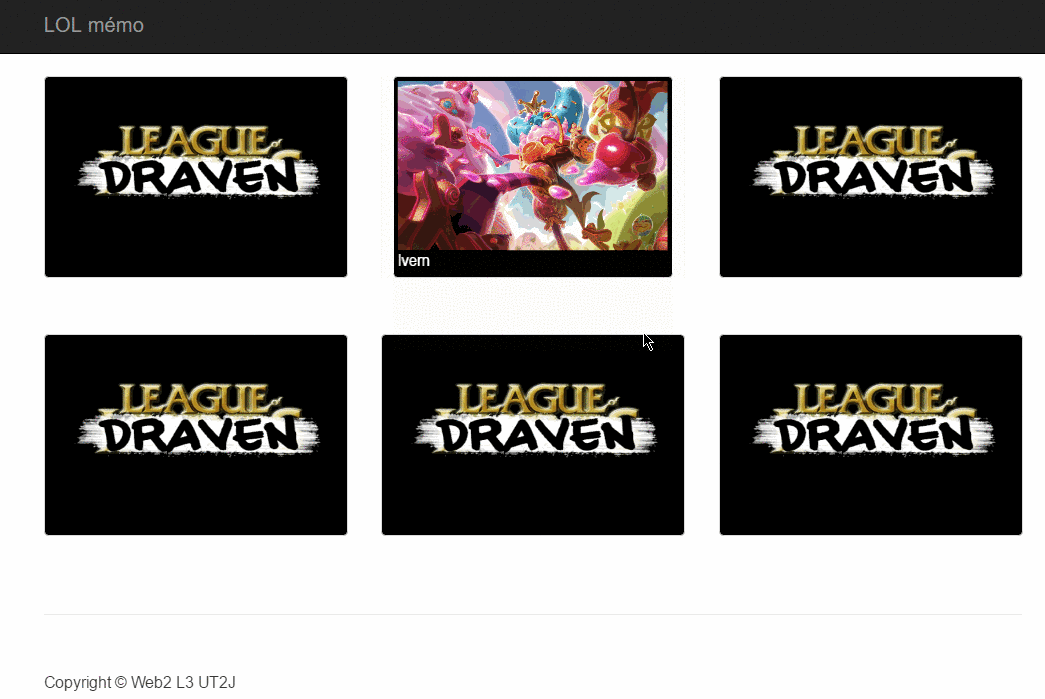 LOL mémo
LEAGUE of
DRAVEN
Ivern
LEAGUE of
DRAVEN
LEAGUE of
DRAVEN
LEAGUE of
DRAVEN
LEAGUE of
DRAVEN
Copyright © Web2 L3 UT2J